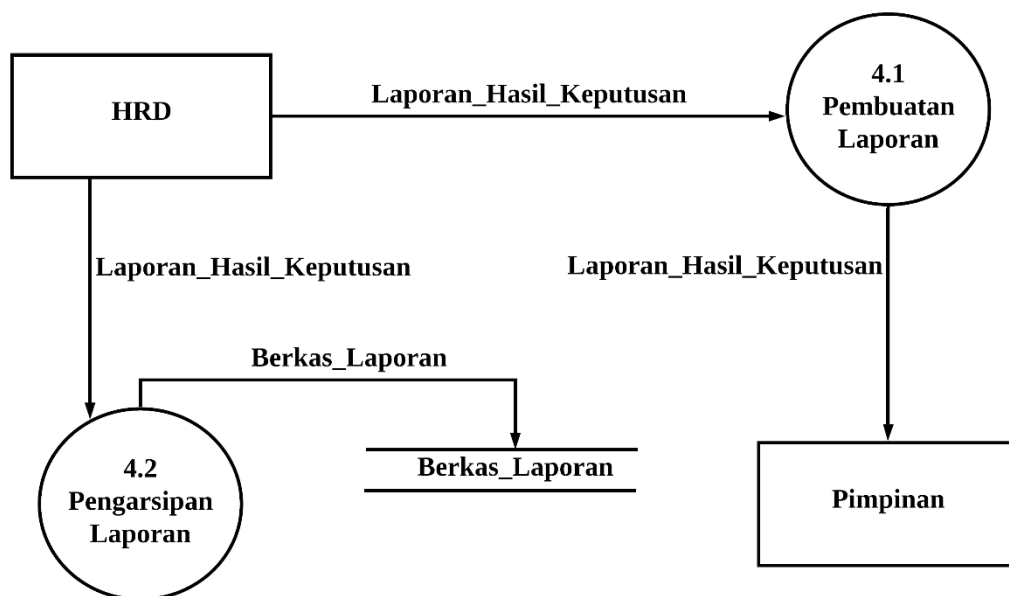 HRD
Laporan_Hasil_Keputusan
4.1
Pembuatan
Laporan
Laporan_Hasil_Keputusan
Laporan_Hasil_Keputusan
Berkas_Laporan
4.2
Pengarsipan
Laporan
Berkas_Laporan
Pimpinan